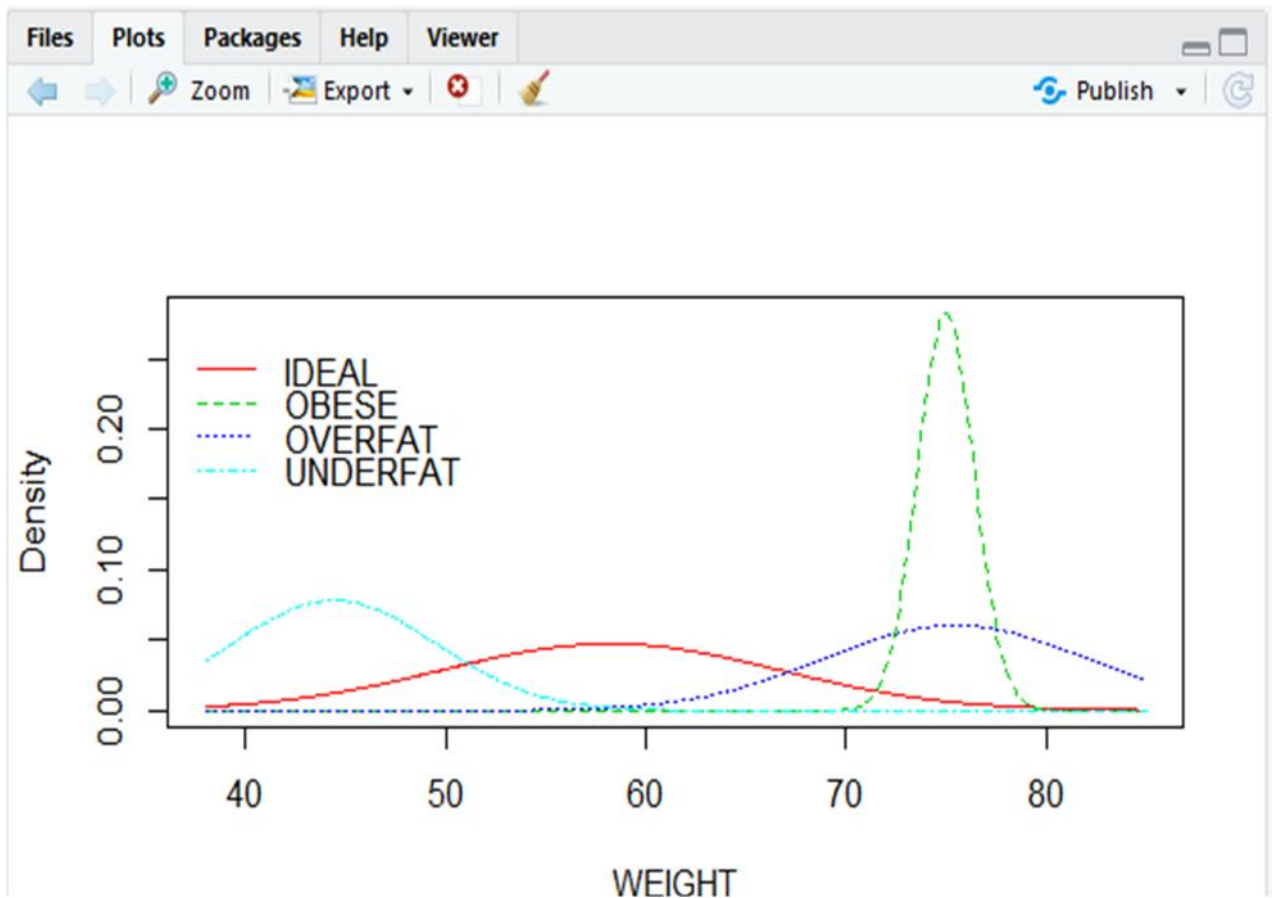 Files Plots Packages Help Viewer
Zoom Export Publish
IDEAL
OBESE
OVERFAT
UNDERFAT
Density
0.20
0.10
0.00
40 50 60 70 80
WEIGHT